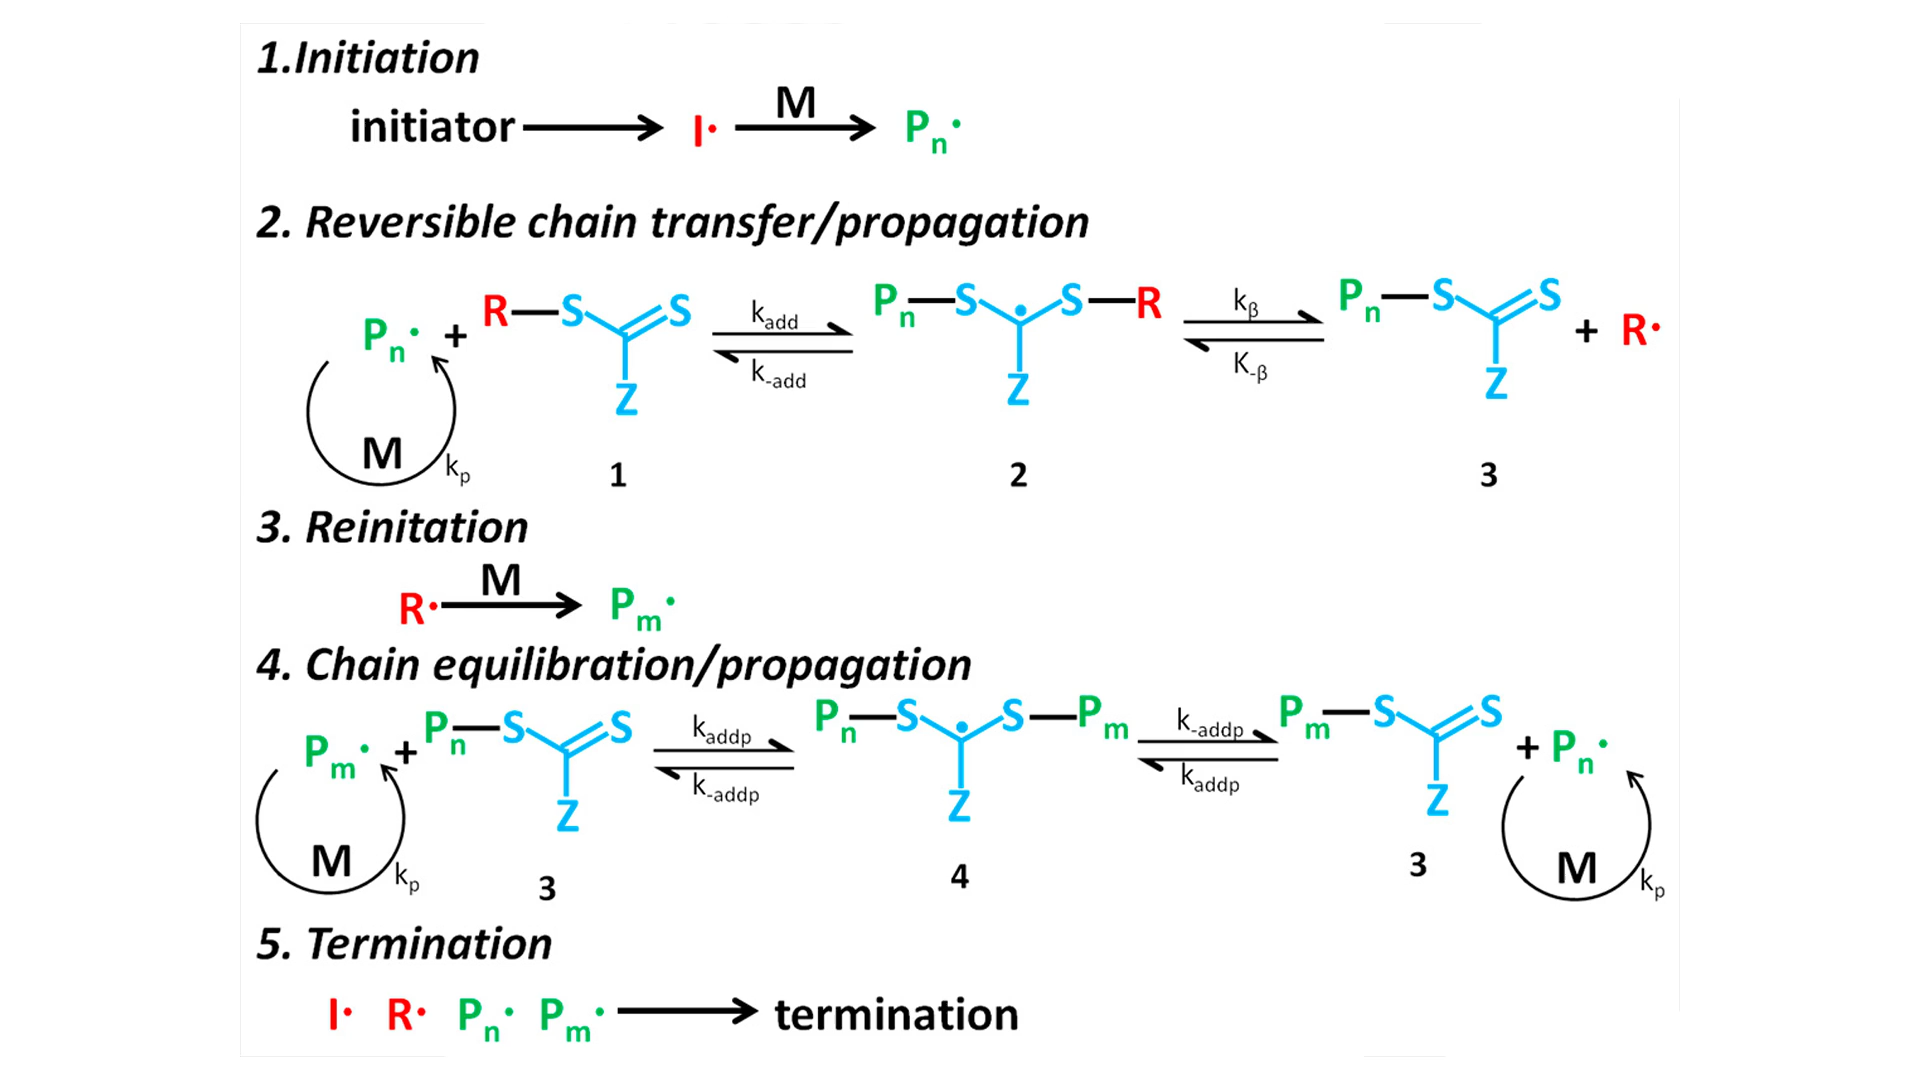 1.Initiation
M
initiator I· Pn·
2. Reversible chain transfer/propagation
Pn· + R—S S Z kadd k-add Pn—S S—R Z kβ K-β Pn—S S Z + R·
M kp
1 2 3
3. Reinitation
M
R· Pm·
4. Chain equilibration/propagation
Pm· + Pn—S S Z kaddp k-addp Pn—S S—Pm Z k-addp kaddp Pm—S S Z + Pn·
M kp M kp
3 4 3
5. Termination
I· R· Pn· Pm· termination